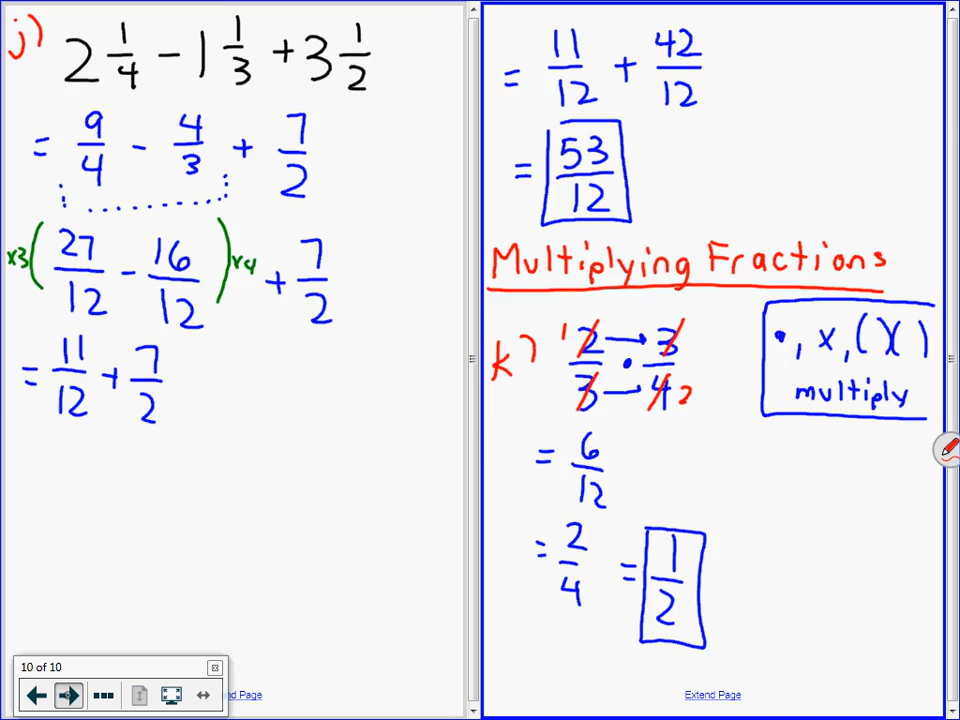 j) 2 1/4 - 1 1/3 + 3 1/2
= 9/4 - 4/3 + 7/2
x3 ( 27/12 - 16/12 ) x4 + 7/2
= 11/12 + 7/2
10 of 10
nd Page
= 11/12 + 42/12
= 53/12
Multiplying Fractions
k) 1 2/3 • 3/4 2
•, x, ( )( )
multiply
= 6/12
= 2/4 = 1/2
Extend Page